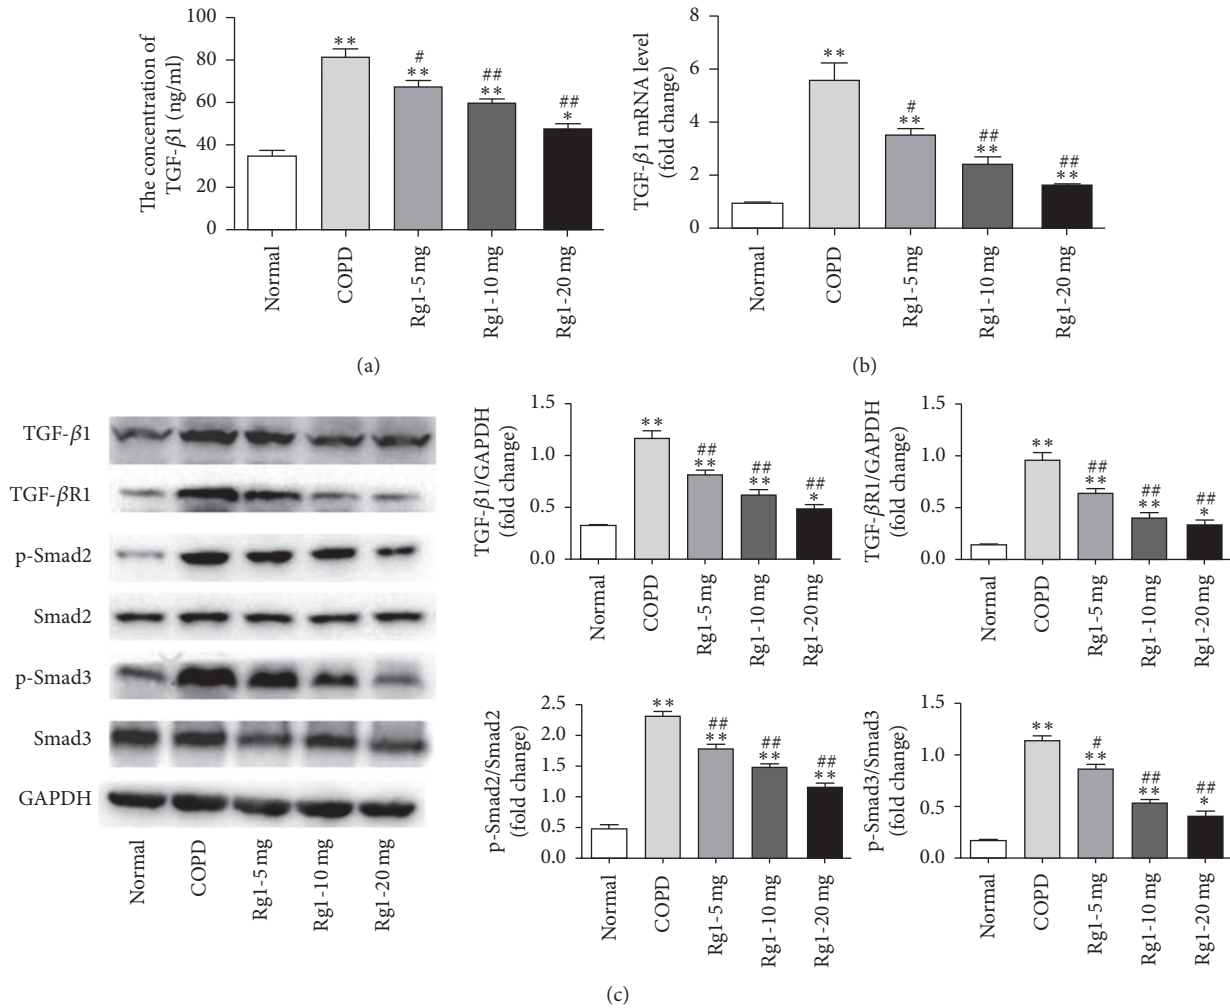 The concentration of
TGF-β1 (ng/ml)
100
80
60
40
20
0
**
#
**
##
**
##
*
Normal
COPD
Rg1-5 mg
Rg1-10 mg
Rg1-20 mg
(a)
TGF-β1 mRNA level
(fold change)
8
6
4
2
0
**
#
**
##
**
##
**
Normal
COPD
Rg1-5 mg
Rg1-10 mg
Rg1-20 mg
(b)
TGF-β1
TGF-βR1
p-Smad2
Smad2
p-Smad3
Smad3
GAPDH
Normal
COPD
Rg1-5 mg
Rg1-10 mg
Rg1-20 mg
TGF-β1/GAPDH
(fold change)
1.5
1.0
0.5
0.0
**
##
**
##
**
##
*
Normal
COPD
Rg1-5 mg
Rg1-10 mg
Rg1-20 mg
TGF-βR1/GAPDH
(fold change)
1.5
1.0
0.5
0.0
**
##
**
##
**
##
*
Normal
COPD
Rg1-5 mg
Rg1-10 mg
Rg1-20 mg
p-Smad2/Smad2
(fold change)
2.5
2.0
1.5
1.0
0.5
0.0
**
##
**
##
**
##
**
Normal
COPD
Rg1-5 mg
Rg1-10 mg
Rg1-20 mg
p-Smad3/Smad3
(fold change)
1.5
1.0
0.5
0.0
**
#
**
##
**
##
*
Normal
COPD
Rg1-5 mg
Rg1-10 mg
Rg1-20 mg
(c)